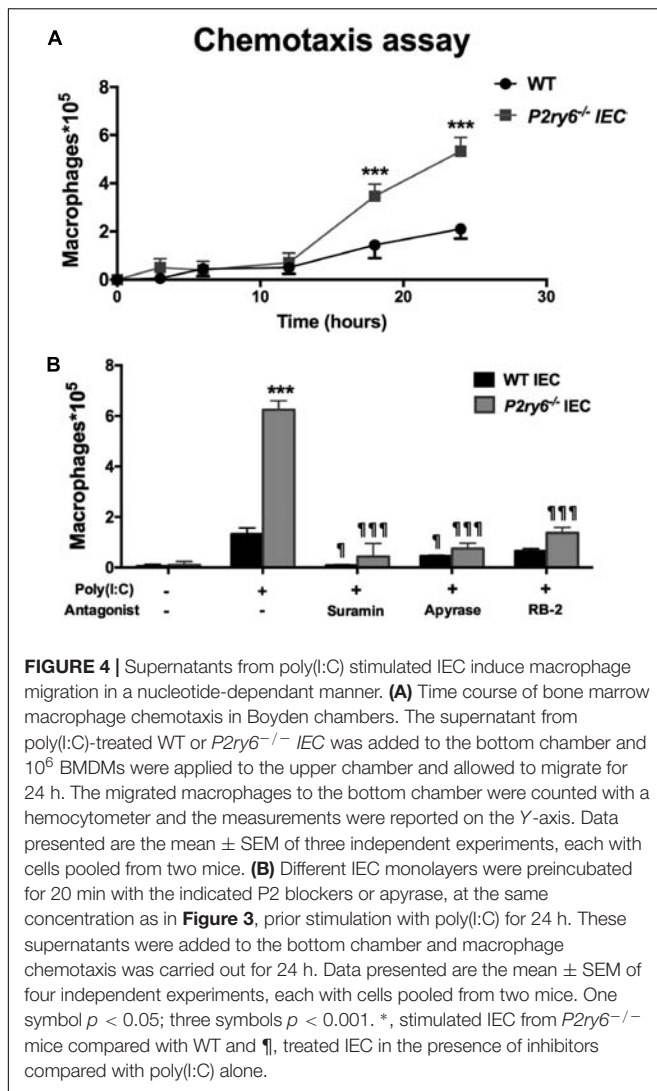 A
Chemotaxis assay
8
6
4
2
0
Macrophages*10⁵
0
10
20
30
Time (hours)
***
***
WT
P2ry6⁻/⁻ IEC
B
8
6
4
2
0
Macrophages*10⁵
***
¶
¶¶¶
¶
¶¶¶
¶¶¶
WT IEC
P2ry6⁻/⁻ IEC
Poly(I:C) - + + + +
Antagonist - - Suramin Apyrase RB-2
FIGURE 4 | Supernatants from poly(I:C) stimulated IEC induce macrophage
migration in a nucleotide-dependant manner. (A) Time course of bone marrow
macrophage chemotaxis in Boyden chambers. The supernatant from
poly(I:C)-treated WT or P2ry6⁻/⁻ IEC was added to the bottom chamber and
10⁶ BMDMs were applied to the upper chamber and allowed to migrate for
24 h. The migrated macrophages to the bottom chamber were counted with a
hemocytometer and the measurements were reported on the Y-axis. Data
presented are the mean ± SEM of three independent experiments, each with
cells pooled from two mice. (B) Different IEC monolayers were preincubated
for 20 min with the indicated P2 blockers or apyrase, at the same
concentration as in Figure 3, prior stimulation with poly(I:C) for 24 h. These
supernatants were added to the bottom chamber and macrophage
chemotaxis was carried out for 24 h. Data presented are the mean ± SEM of
four independent experiments, each with cells pooled from two mice. One
symbol p < 0.05; three symbols p < 0.001. *, stimulated IEC from P2ry6⁻/⁻
mice compared with WT and ¶, treated IEC in the presence of inhibitors
compared with poly(I:C) alone.